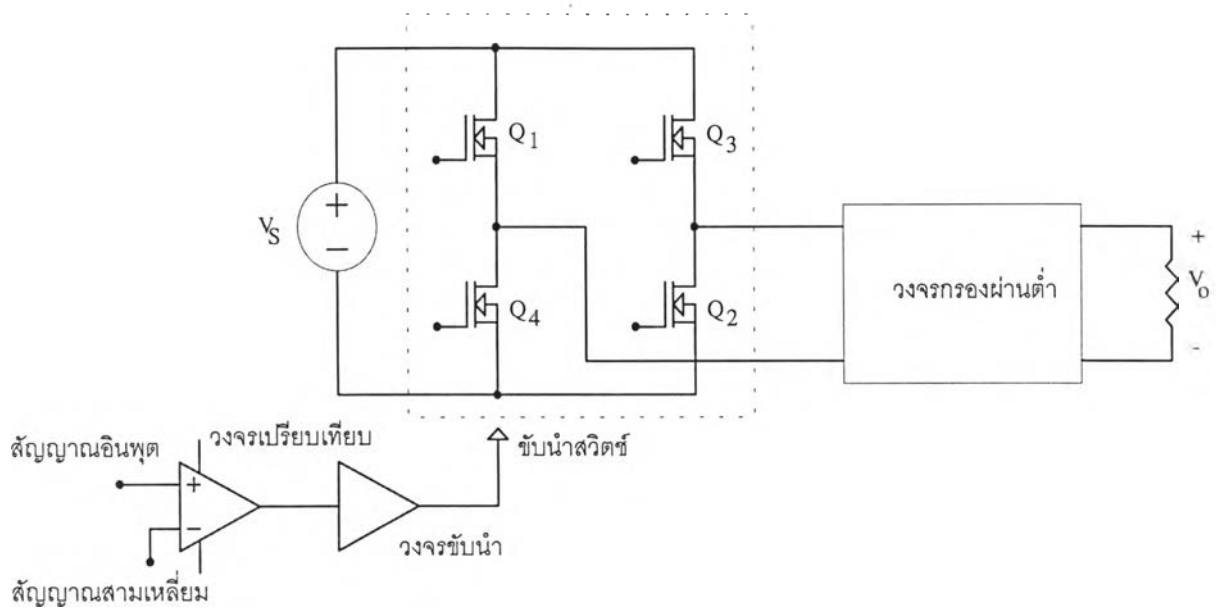 Q1
Q3
+
VS
−
+
วงจรกรองผ่านต่ำ
Vo
Q4
Q2
-
สัญญาณอินพุต
วงจรเปรียบเทียบ
ขับนำสวิตซ์
+
−
วงจรขับนำ
สัญญาณสามเหลี่ยม